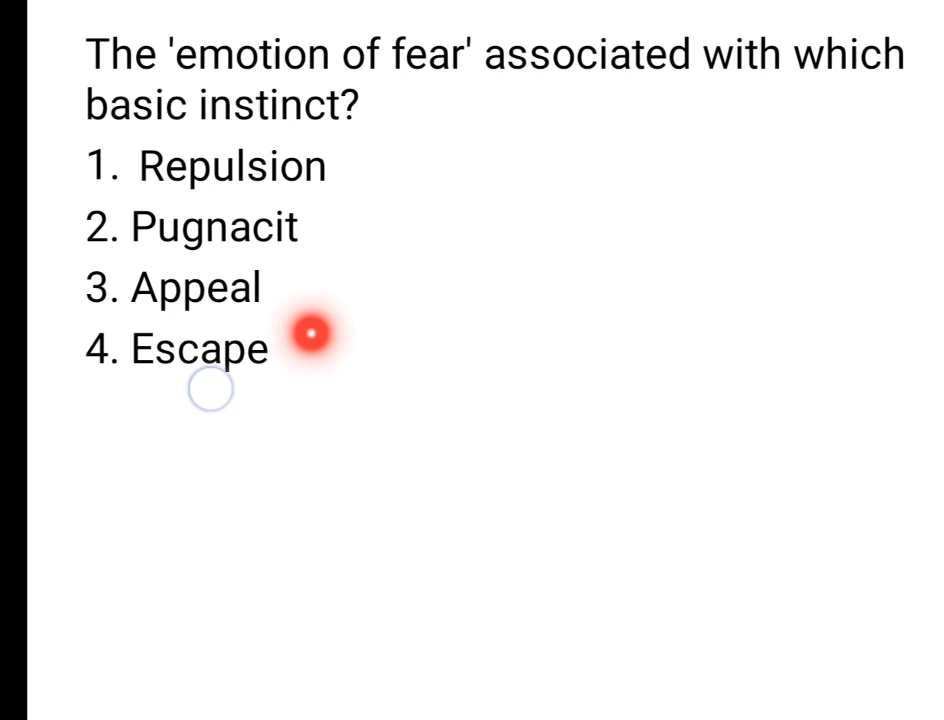 The 'emotion of fear' associated with which
basic instinct?
1. Repulsion
2. Pugnacit
3. Appeal
4. Escape